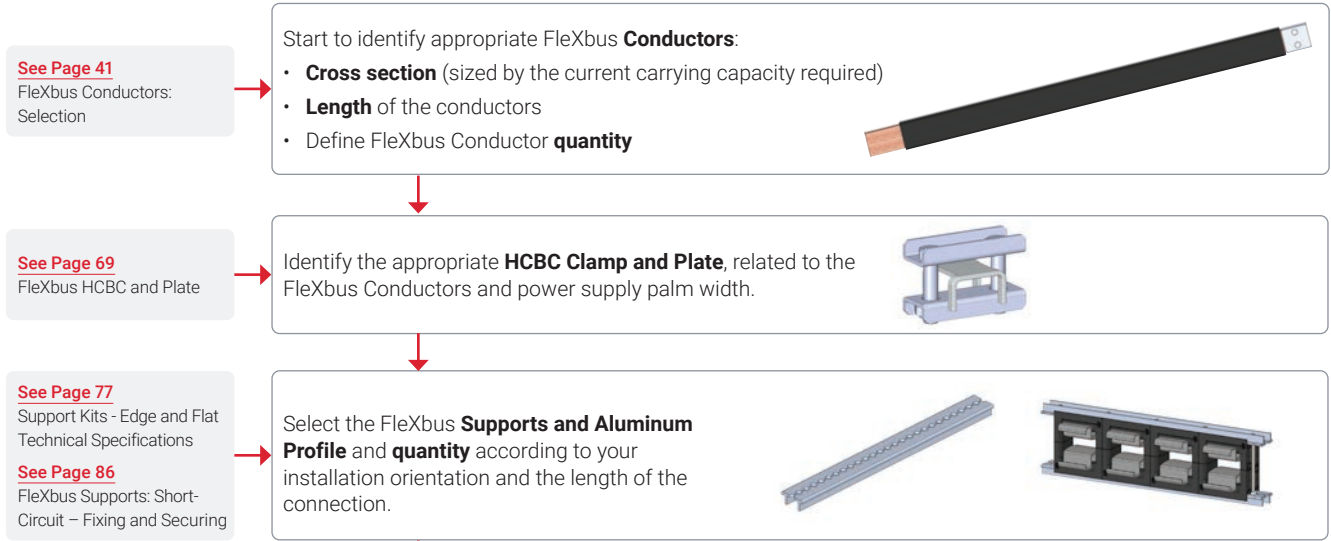 See Page 41
FleXbus Conductors:
Selection
Start to identify appropriate FleXbus Conductors:
• Cross section (sized by the current carrying capacity required)
• Length of the conductors
• Define FleXbus Conductor quantity
See Page 69
FleXbus HCBC and Plate
Identify the appropriate HCBC Clamp and Plate, related to the
FleXbus Conductors and power supply palm width.
See Page 77
Support Kits - Edge and Flat
Technical Specifications
See Page 86
FleXbus Supports: Short-
Circuit – Fixing and Securing
Select the FleXbus Supports and Aluminum
Profile and quantity according to your
installation orientation and the length of the
connection.